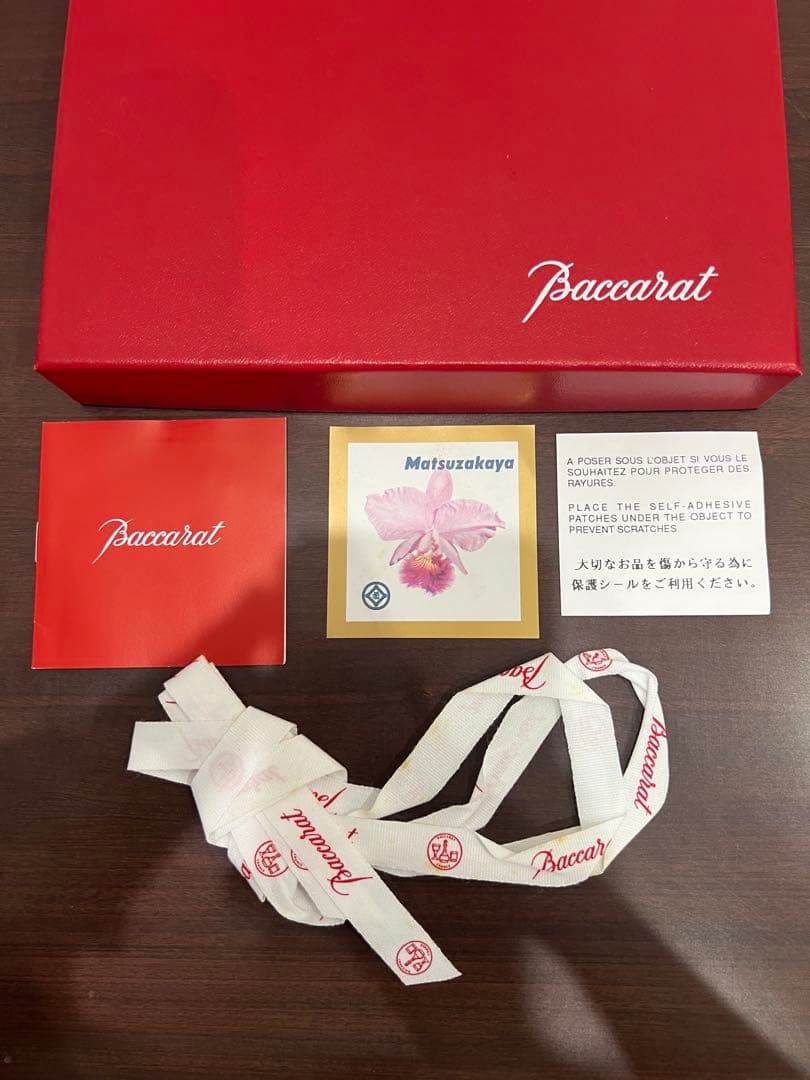 Baccarat
Baccarat
Matsuzakaya
A POSER SOUS L'OBJET SI VOUS LE
SOUHAITEZ POUR PROTEGER DES
RAYURES.
PLACE THE SELF-ADHESIVE
PATCHES UNDER THE OBJECT TO
PREVENT SCRATCHES.
大切なお品を傷から守る為に
保護シールをご利用ください。
Baccarat
Baccarat
Baccar